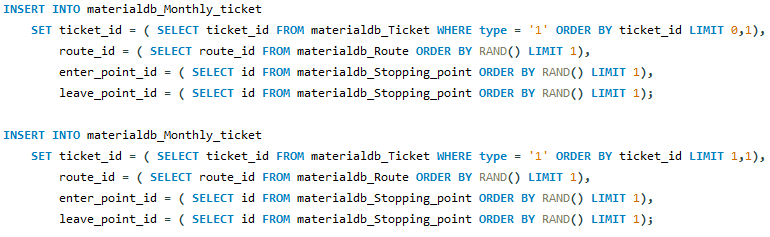 INSERT INTO materialdb_Monthly_ticket
SET ticket_id = ( SELECT ticket_id FROM materialdb_Ticket WHERE type = '1' ORDER BY ticket_id LIMIT 0,1),
route_id = ( SELECT route_id FROM materialdb_Route ORDER BY RAND() LIMIT 1),
enter_point_id = ( SELECT id FROM materialdb_Stopping_point ORDER BY RAND() LIMIT 1),
leave_point_id = ( SELECT id FROM materialdb_Stopping_point ORDER BY RAND() LIMIT 1);
INSERT INTO materialdb_Monthly_ticket
SET ticket_id = ( SELECT ticket_id FROM materialdb_Ticket WHERE type = '1' ORDER BY ticket_id LIMIT 1,1),
route_id = ( SELECT route_id FROM materialdb_Route ORDER BY RAND() LIMIT 1),
enter_point_id = ( SELECT id FROM materialdb_Stopping_point ORDER BY RAND() LIMIT 1),
leave_point_id = ( SELECT id FROM materialdb_Stopping_point ORDER BY RAND() LIMIT 1);